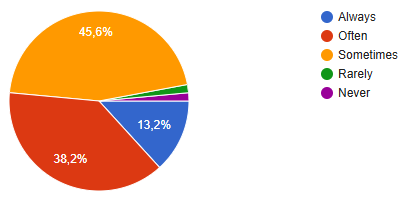 45,6%
13,2%
38,2%
Always
Often
Sometimes
Rarely
Never